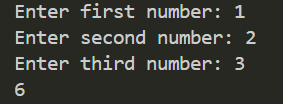 Enter first number: 1
Enter second number: 2
Enter third number: 3
6